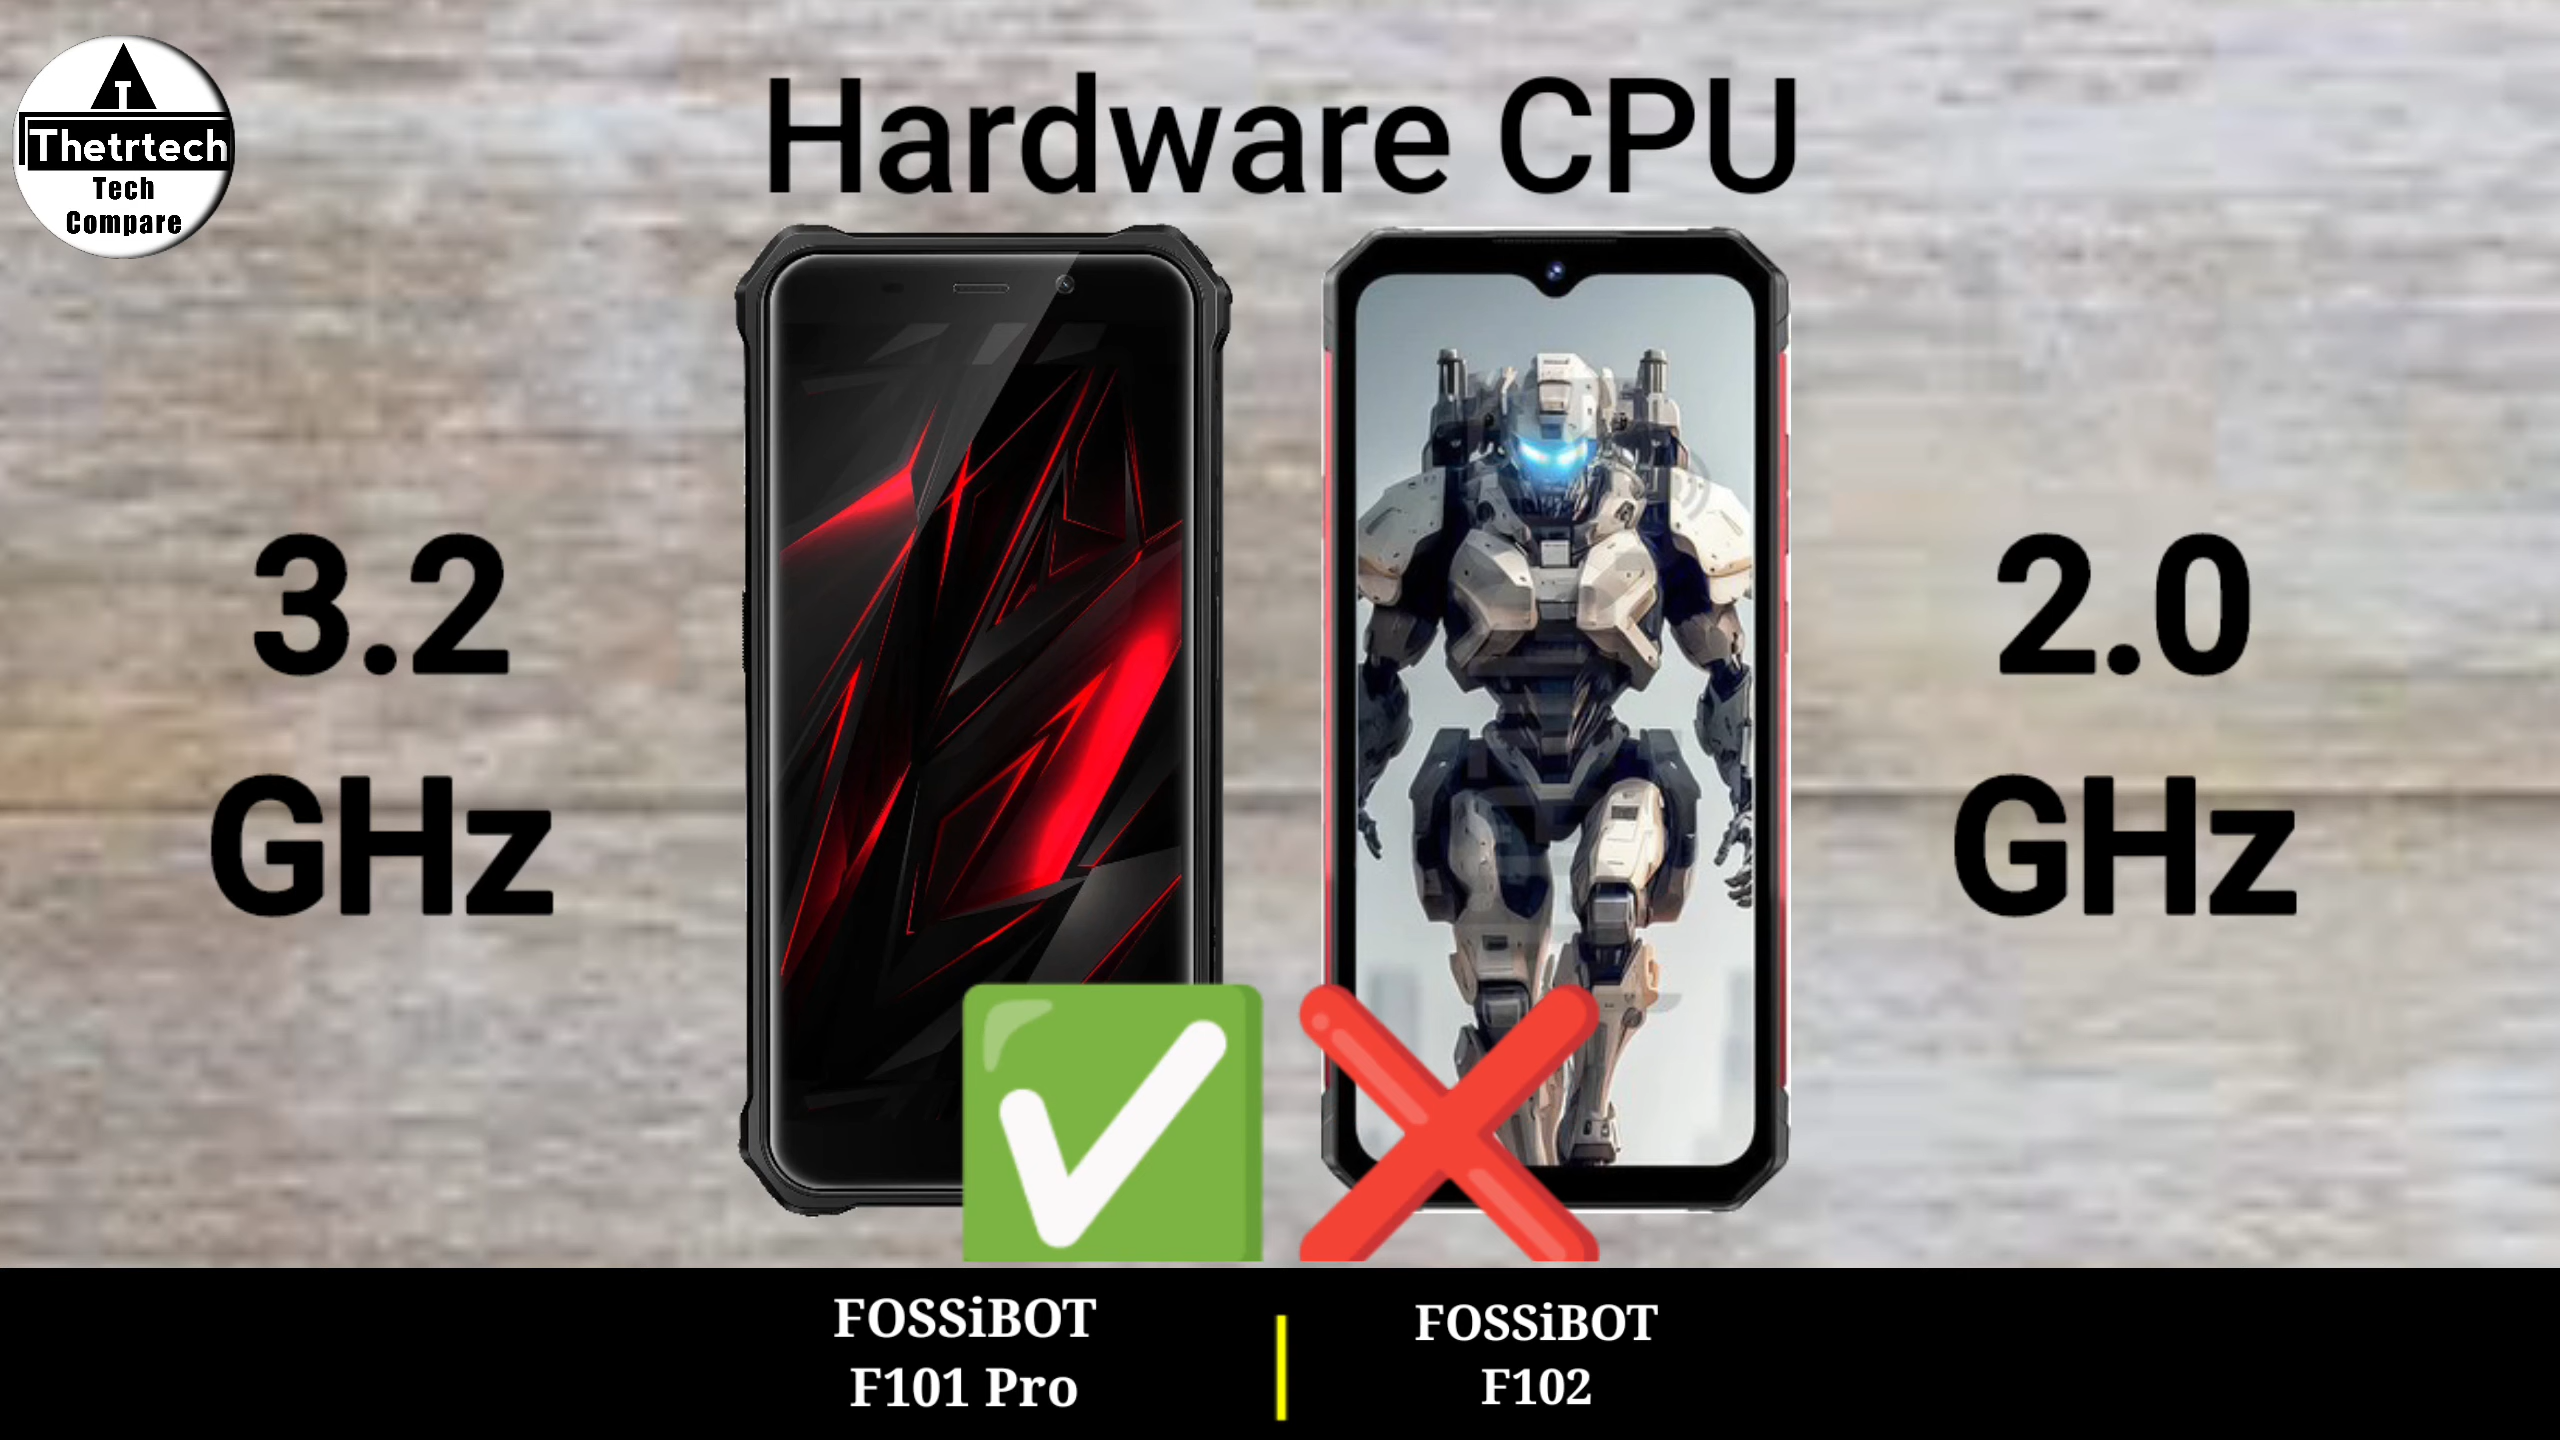 T
Thetrtech
Tech
Compare
Hardware CPU
3.2
GHz
2.0
GHz
FOSSiBOT
F101 Pro
FOSSiBOT
F102